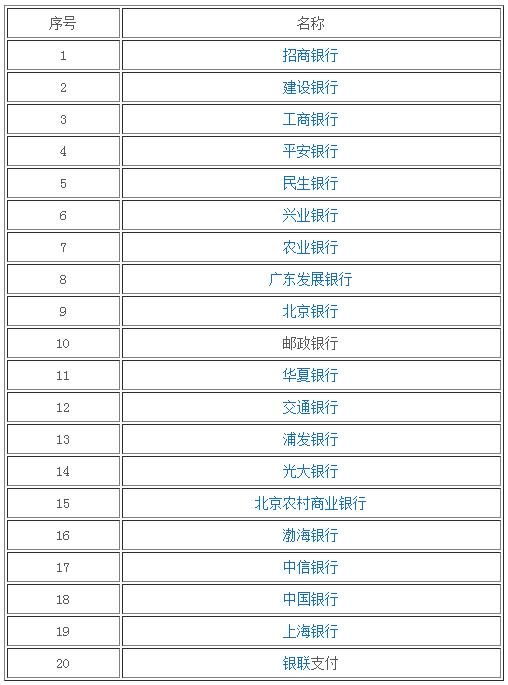 序号 名称
1 招商银行
2 建设银行
3 工商银行
4 平安银行
5 民生银行
6 兴业银行
7 农业银行
8 广东发展银行
9 北京银行
10 邮政银行
11 华夏银行
12 交通银行
13 浦发银行
14 光大银行
15 北京农村商业银行
16 渤海银行
17 中信银行
18 中国银行
19 上海银行
20 银联支付